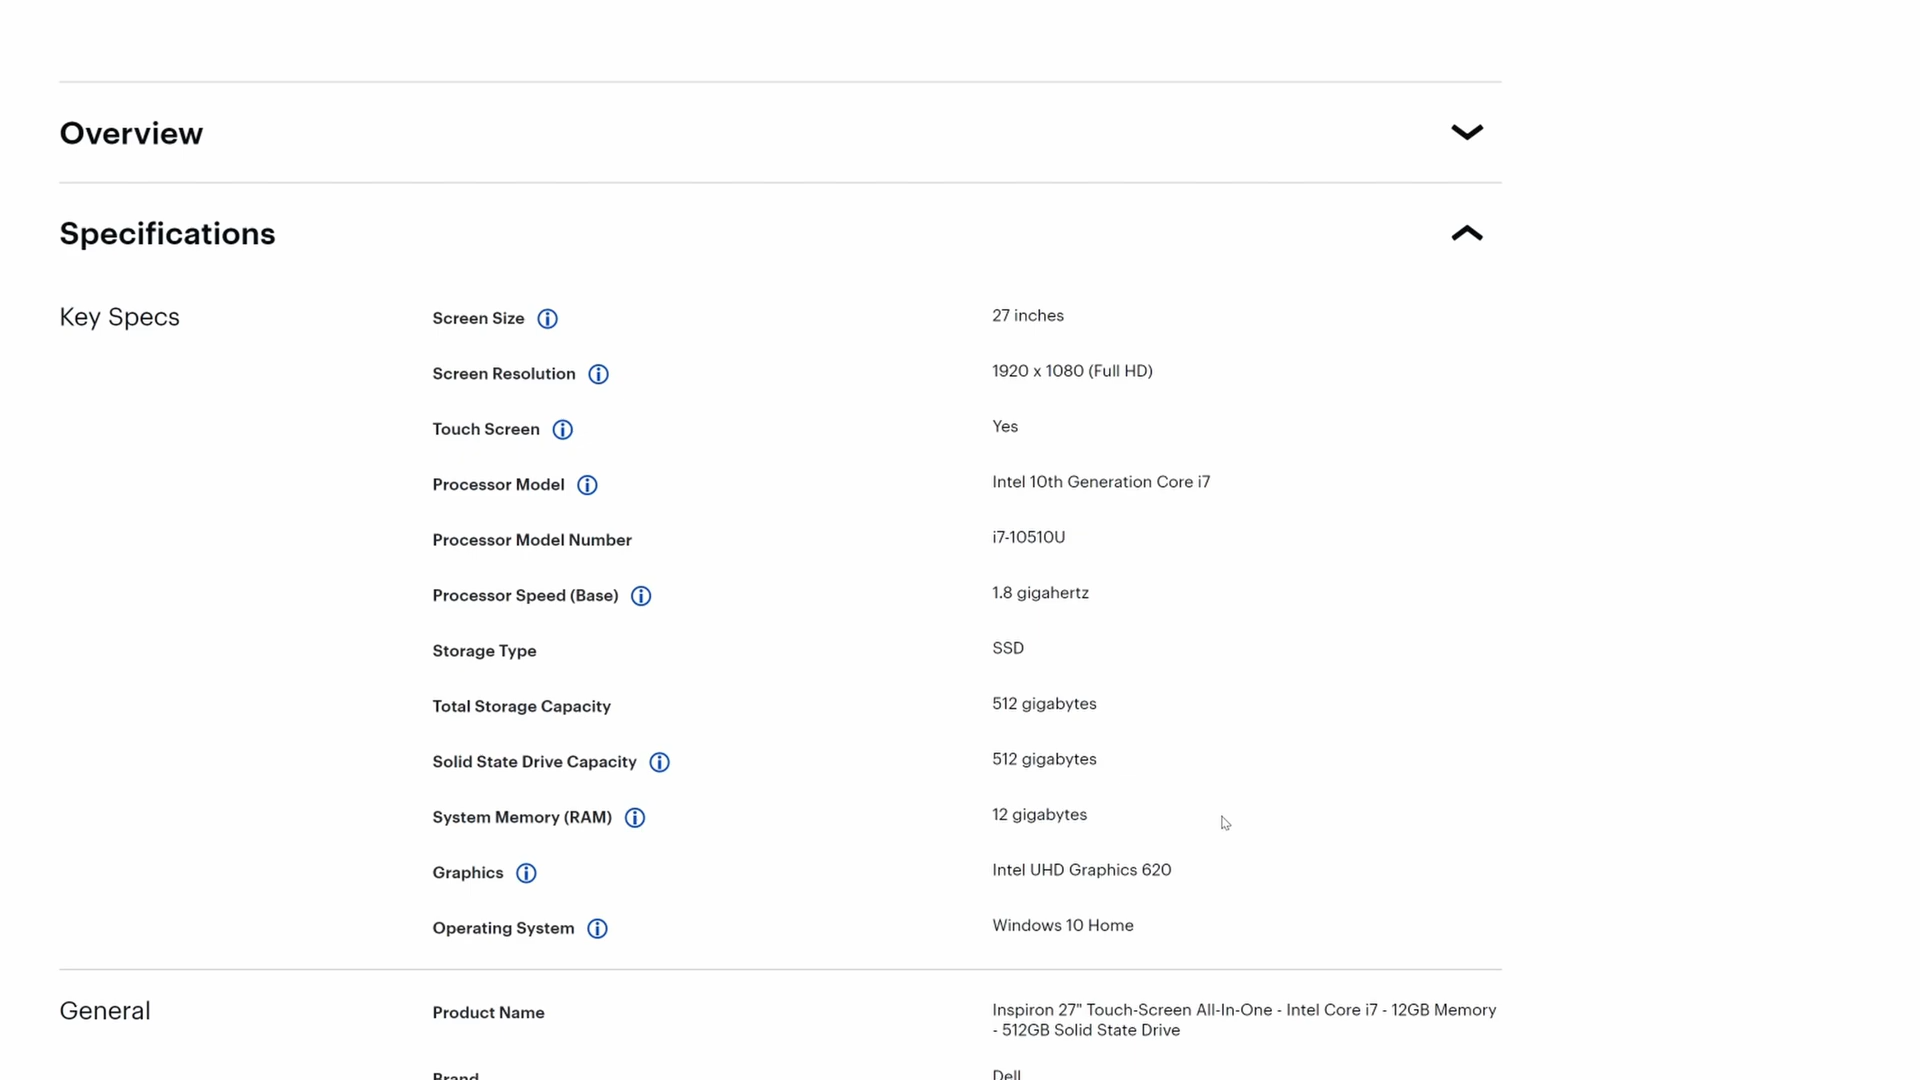 Overview
Specifications
Key Specs
Screen Size 27 inches
Screen Resolution 1920 x 1080 (Full HD)
Touch Screen Yes
Processor Model Intel 10th Generation Core i7
Processor Model Number i7-10510U
Processor Speed (Base) 1.8 gigahertz
Storage Type SSD
Total Storage Capacity 512 gigabytes
Solid State Drive Capacity 512 gigabytes
System Memory (RAM) 12 gigabytes
Graphics Intel UHD Graphics 620
Operating System Windows 10 Home
General
Product Name Inspiron 27" Touch-Screen All-In-One - Intel Core i7 - 12GB Memory
- 512GB Solid State Drive
Brand Dell